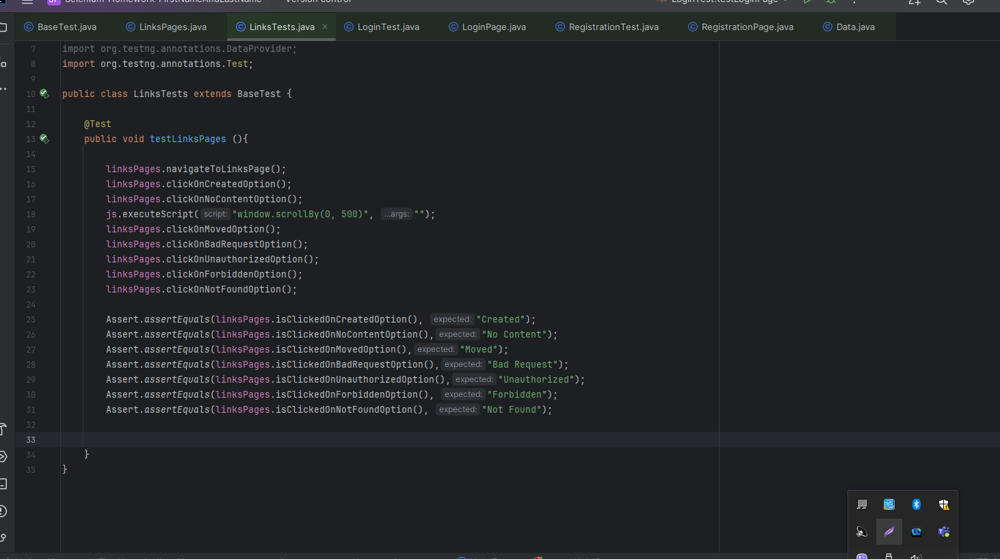 Selenium-Homework-FirstNameAndLastName Version control LoginTest.testLoginPage
BaseTest.java LinksPages.java LinksTests.java LoginTest.java LoginPage.java RegistrationTest.java RegistrationPage.java Data.java
7 import org.testng.annotations.DataProvider;
8 import org.testng.annotations.Test;
9
10 public class LinksTests extends BaseTest {
11
12 @Test
13 public void testLinksPages (){
14
15 linksPages.navigateToLinksPage();
16 linksPages.clickOnCreatedOption();
17 linksPages.clickOnNoContentOption();
18 js.executeScript( script: "window.scrollBy(0, 500)", ...args: "");
19 linksPages.clickOnMovedOption();
20 linksPages.clickOnBadRequestOption();
21 linksPages.clickOnUnauthorizedOption();
22 linksPages.clickOnForbiddenOption();
23 linksPages.clickOnNotFoundOption();
24
25 Assert.assertEquals(linksPages.isClickedOnCreatedOption(), expected: "Created");
26 Assert.assertEquals(linksPages.isClickedOnNoContentOption(), expected: "No Content");
27 Assert.assertEquals(linksPages.isClickedOnMovedOption(), expected: "Moved");
28 Assert.assertEquals(linksPages.isClickedOnBadRequestOption(), expected: "Bad Request");
29 Assert.assertEquals(linksPages.isClickedOnUnauthorizedOption(), expected: "Unauthorized");
30 Assert.assertEquals(linksPages.isClickedOnForbiddenOption(), expected: "Forbidden");
31 Assert.assertEquals(linksPages.isClickedOnNotFoundOption(), expected: "Not Found");
32
33
34 }
35 }